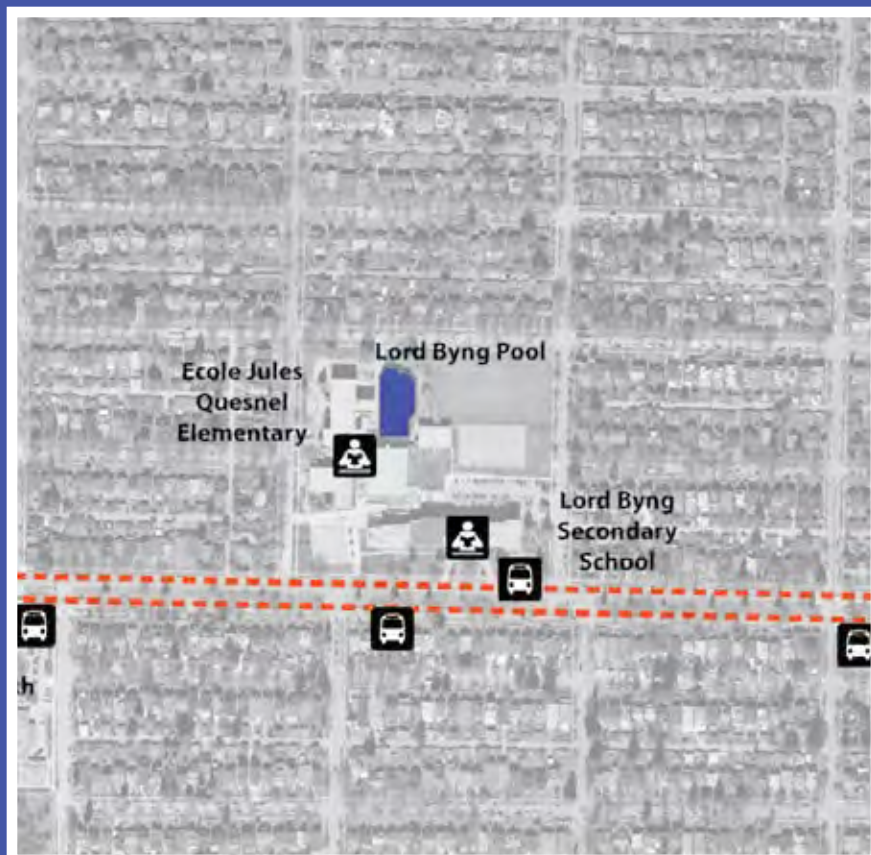 Lord Byng Pool
Ecole Jules
Quesnel
Elementary
Lord Byng
Secondary
School